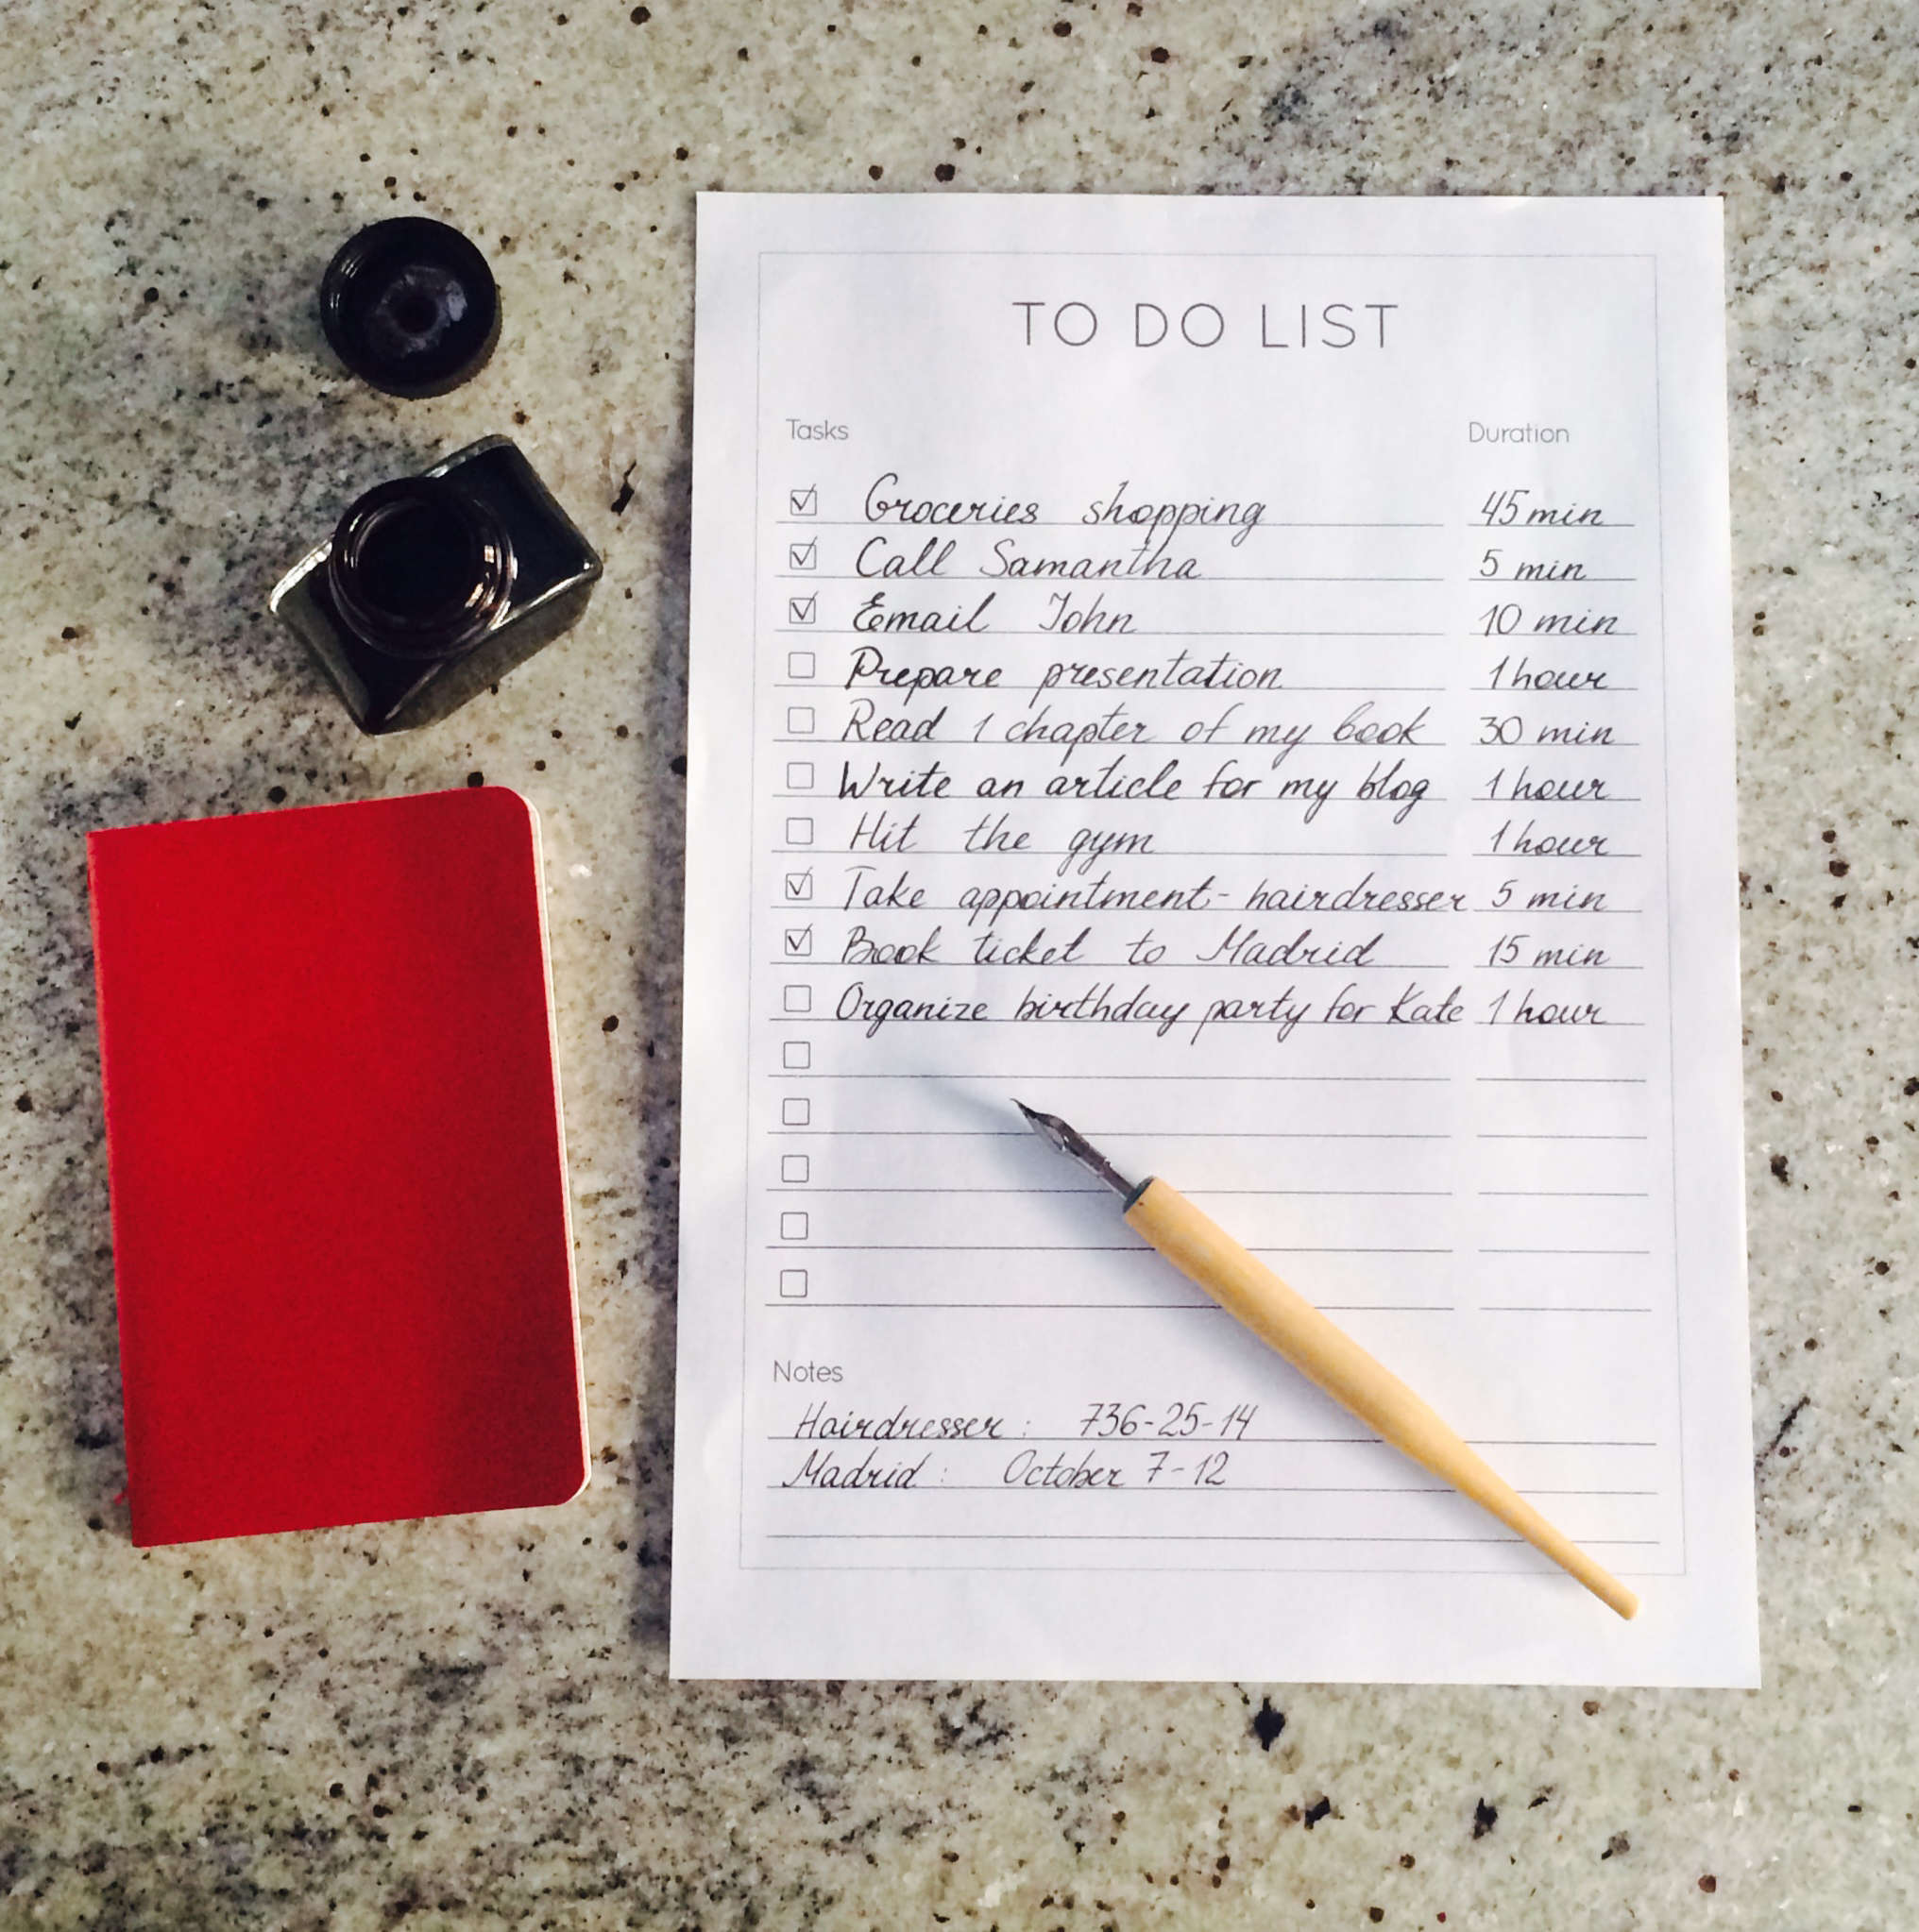 TO DO LIST
Tasks Duration
Groceries shopping 45 min
Call Samantha 5 min
Email John 10 min
Prepare presentation 1 hour
Read 1 chapter of my book 30 min
Write an article for my blog 1 hour
Hit the gym 1 hour
Take appointment - hairdresser 5 min
Book ticket to Madrid 15 min
Organize birthday party for Kate 1 hour
Notes
Hairdresser : 736-25-14
Madrid : October 7-12